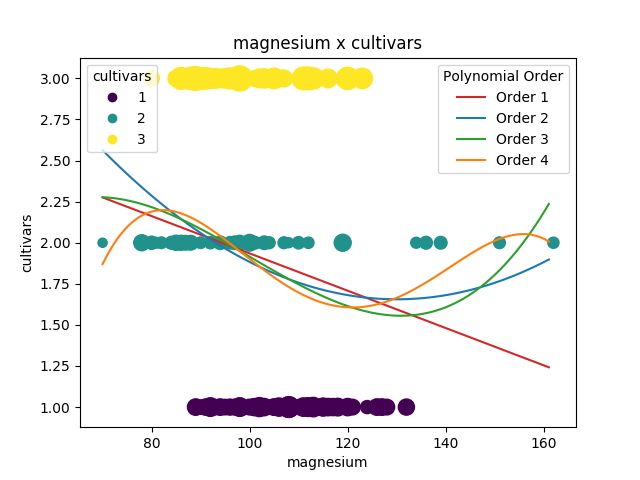 magnesium x cultivars
cultivars
1
2
3
Polynomial Order
Order 1
Order 2
Order 3
Order 4
3.00
2.75
2.50
2.25
2.00
1.75
1.50
1.25
1.00
cultivars
80 100 120 140 160
magnesium